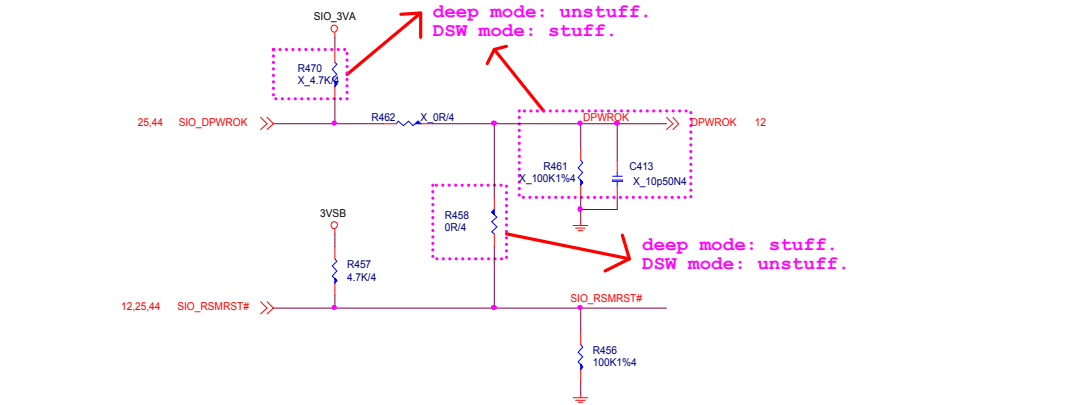 deep mode: unstuff.
DSW mode: stuff.
SIO_3VA
R470
X_4.7K/4
25,44 SIO_DPWROK
R462 X_0R/4
DPWROK
DPWROK 12
R461
X_100K1%4
C413
X_10p50N4
R458
0R/4
3VSB
deep mode: stuff.
DSW mode: unstuff.
R457
4.7K/4
12,25,44 SIO_RSMRST#
SIO_RSMRST#
R456
100K1%4